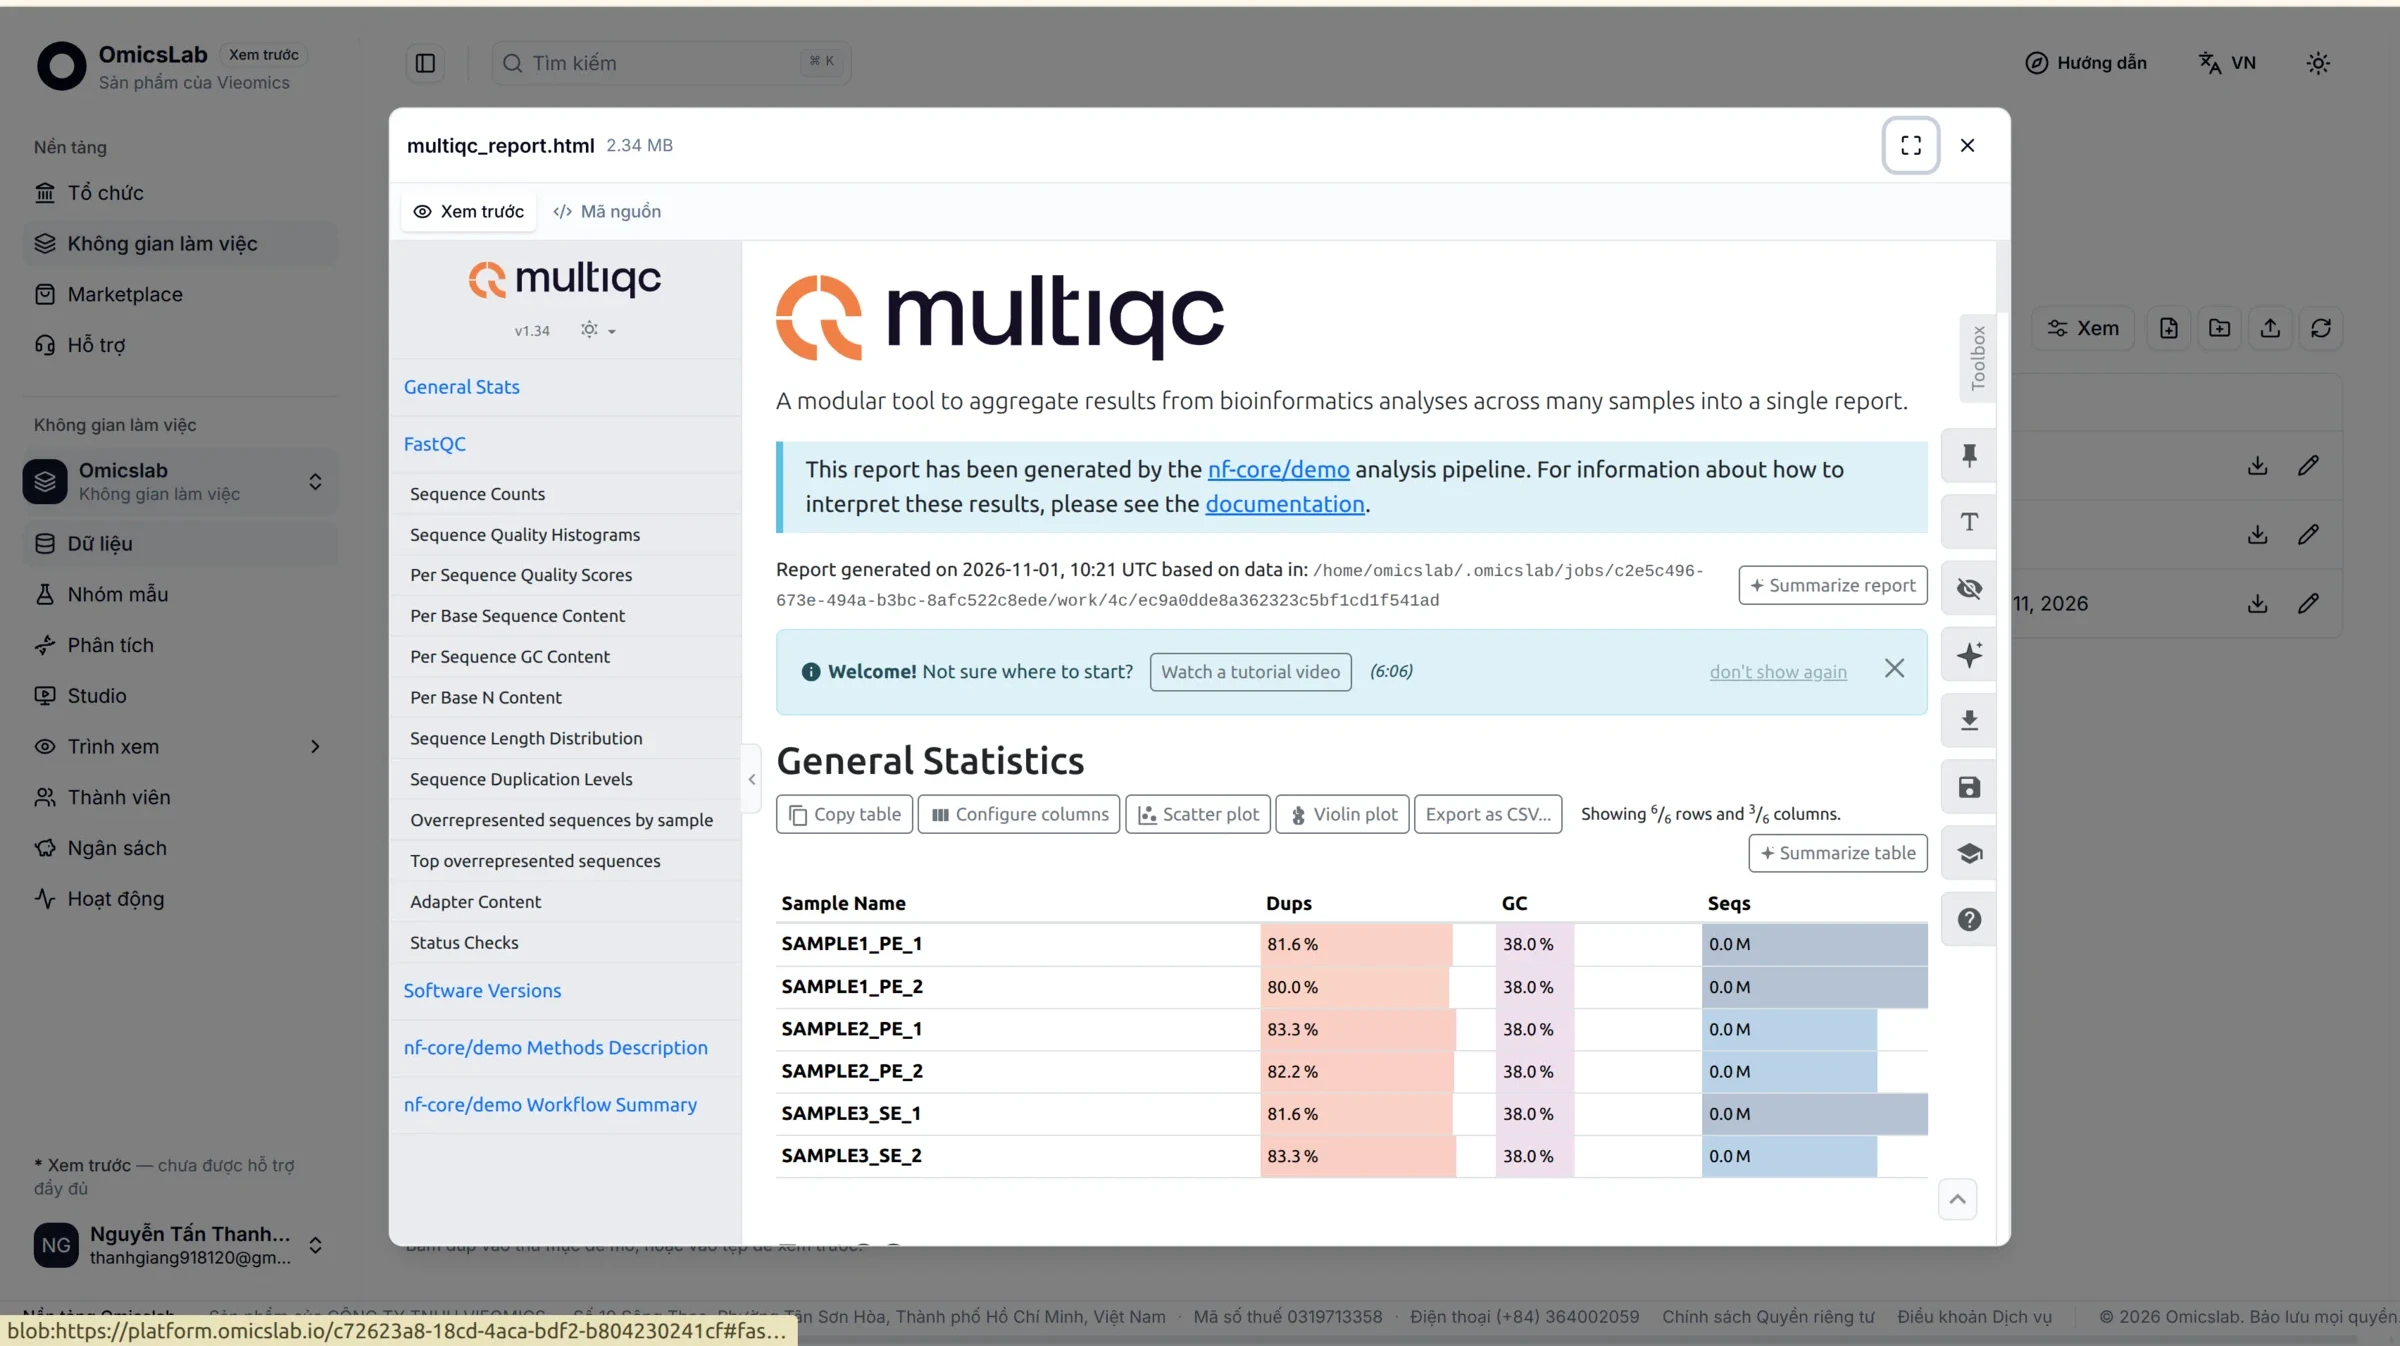 OmicsLab Xem trước
Sản phẩm của Vieomics
Tìm kiếm ⌘ K
Hướng dẫn
VN
Nền tảng
Tổ chức
Không gian làm việc
Marketplace
Hỗ trợ
Không gian làm việc
Omicslab
Không gian làm việc
Dữ liệu
Nhóm mẫu
Phân tích
Studio
Trình xem
Thành viên
Ngân sách
Hoạt động
* Xem trước — chưa được hỗ trợ
đầy đủ
NG
Nguyễn Tấn Thanh...
thanhgiang918120@gm...
multiqc_report.html 2.34 MB
Xem trước
</> Mã nguồn
multiqc
v1.34
General Stats
FastQC
Sequence Counts
Sequence Quality Histograms
Per Sequence Quality Scores
Per Base Sequence Content
Per Sequence GC Content
Per Base N Content
Sequence Length Distribution
Sequence Duplication Levels
Overrepresented sequences by sample
Top overrepresented sequences
Adapter Content
Status Checks
Software Versions
nf-core/demo Methods Description
nf-core/demo Workflow Summary
multiqc
A modular tool to aggregate results from bioinformatics analyses across many samples into a single report.
This report has been generated by the nf-core/demo analysis pipeline. For information about how to
interpret these results, please see the documentation.
Report generated on 2026-11-01, 10:21 UTC based on data in: /home/omicslab/.omicslab/jobs/c2e5c496-
673e-494a-b3bc-8afc522c8ede/work/4c/ec9a0dde8a362323c5bf1cd1f541ad
Summarize report
Welcome! Not sure where to start? Watch a tutorial video (6:06) don't show again
General Statistics
Copy table Configure columns Scatter plot Violin plot Export as CSV... Showing 6/6 rows and 3/6 columns.
Summarize table
Sample Name Dups GC Seqs
SAMPLE1_PE_1 81.6 % 38.0 % 0.0 M
SAMPLE1_PE_2 80.0 % 38.0 % 0.0 M
SAMPLE2_PE_1 83.3 % 38.0 % 0.0 M
SAMPLE2_PE_2 82.2 % 38.0 % 0.0 M
SAMPLE3_SE_1 81.6 % 38.0 % 0.0 M
SAMPLE3_SE_2 83.3 % 38.0 % 0.0 M
Toolbox
Xem
11, 2026
Sơn Hòa, Thành phố Hồ Chí Minh, Việt Nam · Mã số thuế 0319713358 · Điện thoại (+84) 364002059 Chính sách Quyền riêng tư Điều khoản Dịch vụ © 2026 Omicslab. Bảo lưu mọi quyền.
blob:https://platform.omicslab.io/c72623a8-18cd-4aca-bdf2-b804230241cf#fas...